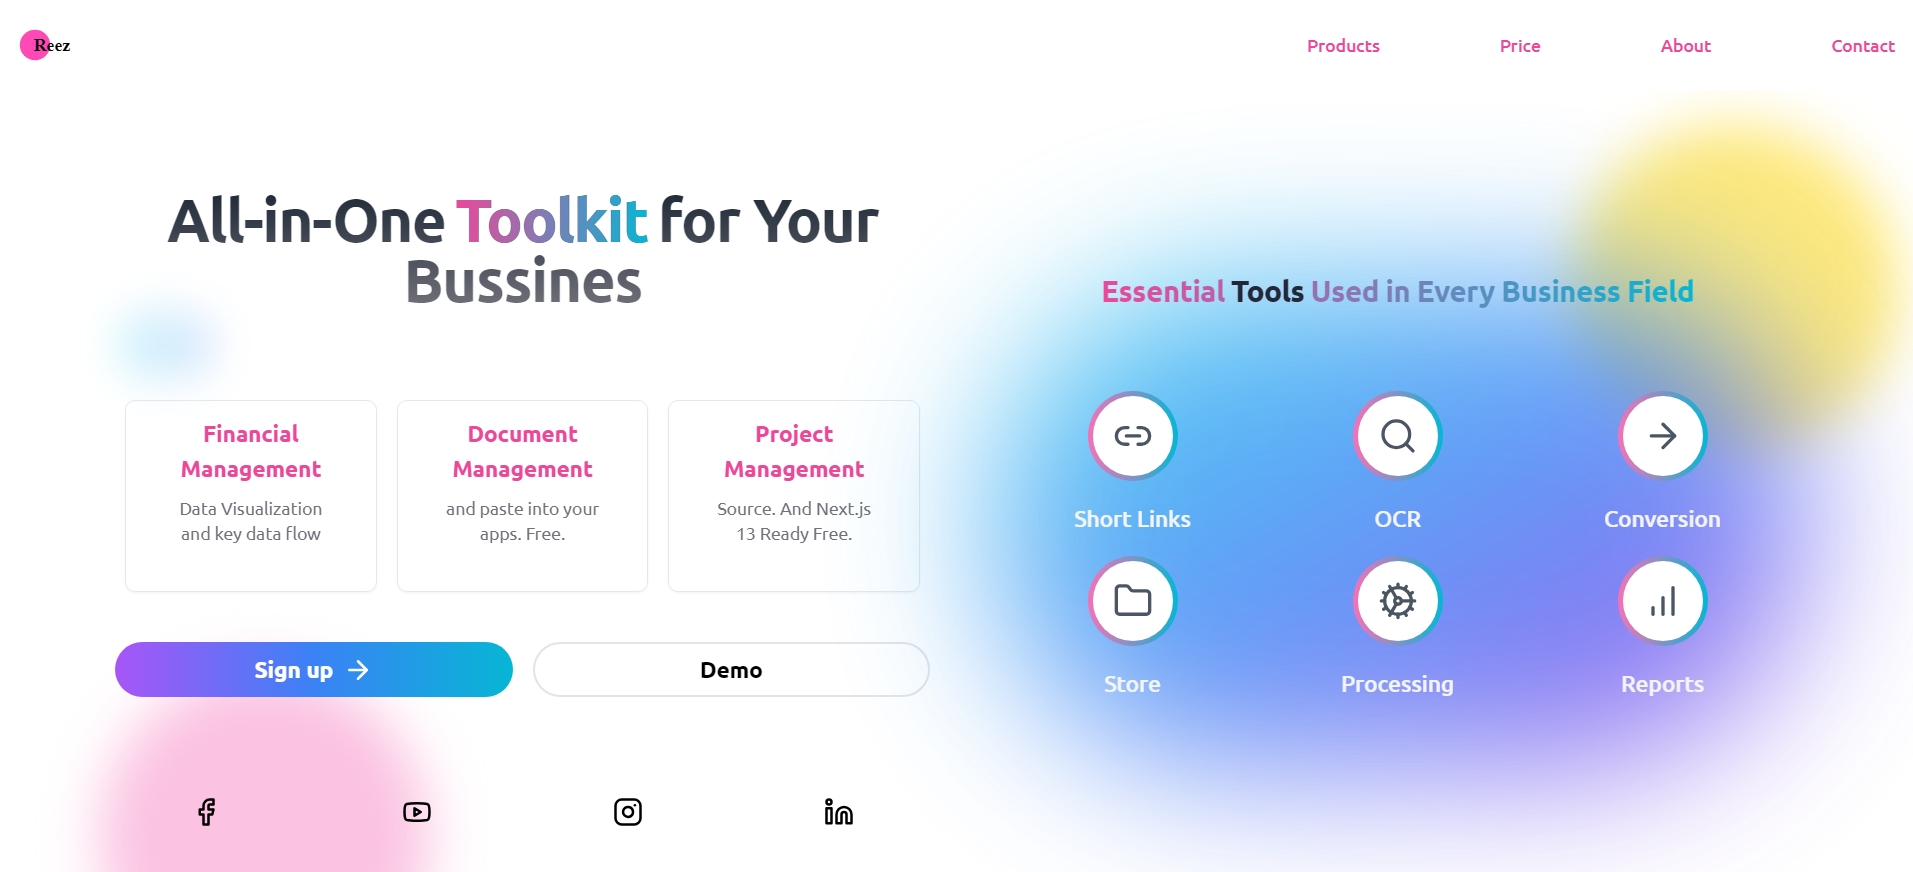 Reez
Products
Price
About
Contact
All-in-One Toolkit for Your
Bussines
Financial
Management
Data Visualization
and key data flow
Document
Management
and paste into your
apps. Free.
Project
Management
Source. And Next.js
13 Ready Free.
Sign up
Demo
Essential Tools Used in Every Business Field
Short Links
OCR
Conversion
Store
Processing
Reports